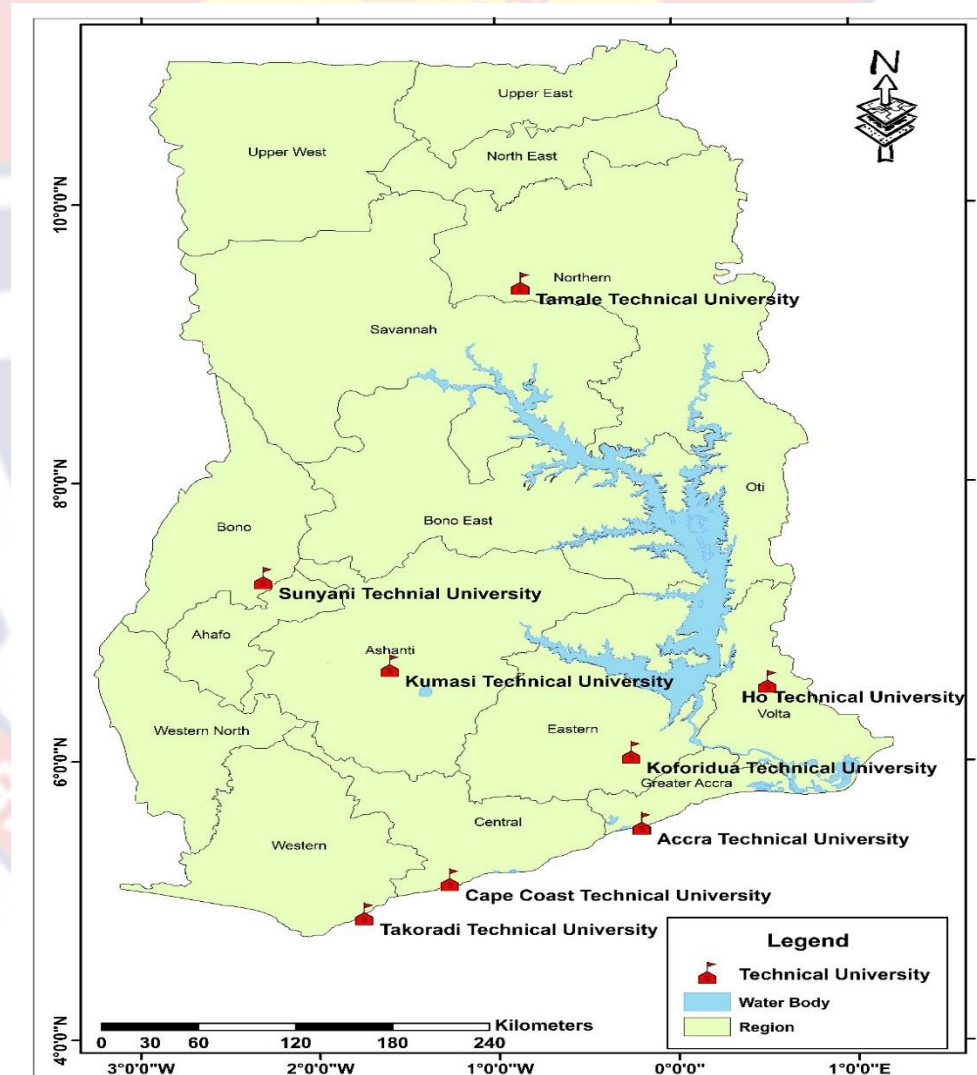 N
Upper East
Upper West
North East
10°0'0"N
Northern
Tamale Technical University
Savannah
8°0'0"N
Oti
Bono
Bono East
Sunyani Technial University
Ahafo
Ashanti
Kumasi Technical University
Ho Technical University
Volta
Western North
Eastern
6°0'0"N
Koforidua Technical University
Greater Accra
Central
Western
Accra Technical University
Cape Coast Technical University
Takoradi Technical University
Legend
Technical University
Water Body
Region
Kilometers
0 30 60 120 180 240
4°0'0"N
3°0'0"W 2°0'0"W 1°0'0"W 0°0'0" 1°0'0"E